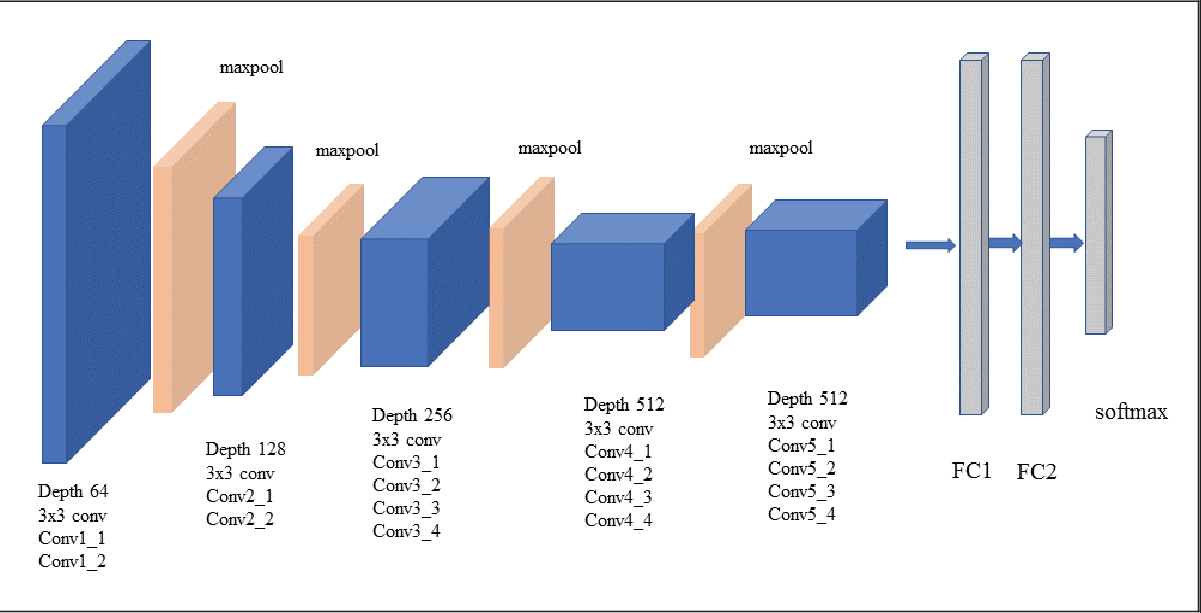 maxpool
maxpool
maxpool
maxpool
Depth 64
3x3 conv
Conv1_1
Conv1_2
Depth 128
3x3 conv
Conv2_1
Conv2_2
Depth 256
3x3 conv
Conv3_1
Conv3_2
Conv3_3
Conv3_4
Depth 512
3x3 conv
Conv4_1
Conv4_2
Conv4_3
Conv4_4
Depth 512
3x3 conv
Conv5_1
Conv5_2
Conv5_3
Conv5_4
FC1
FC2
softmax